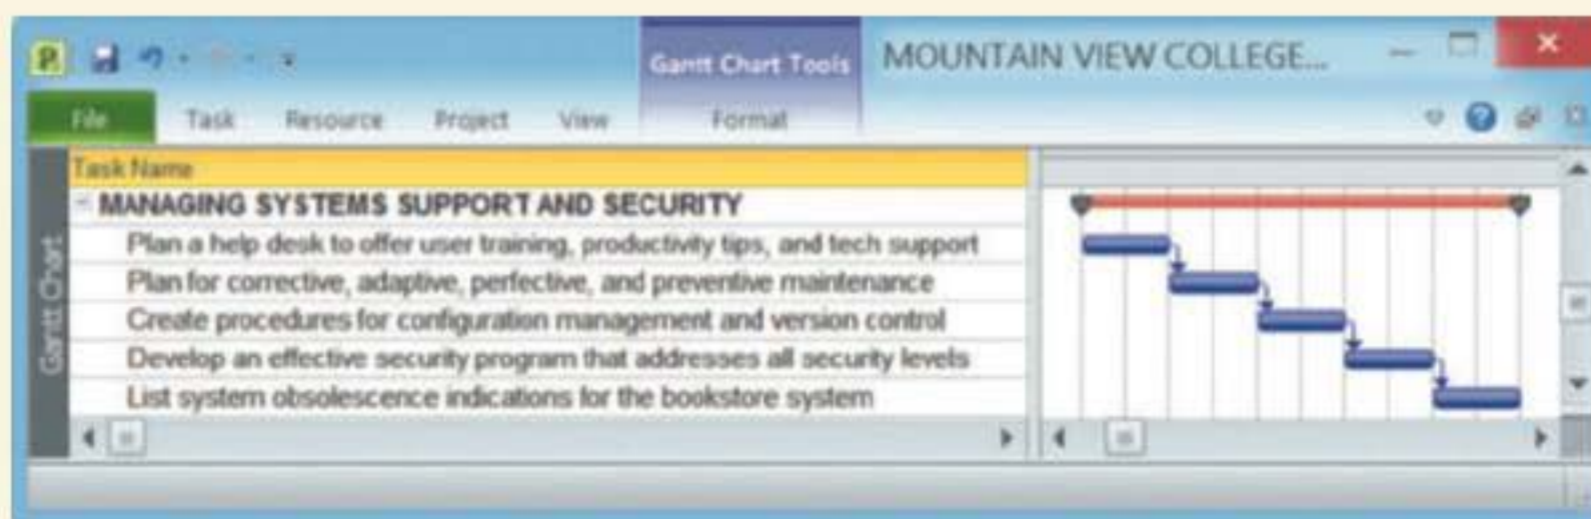 Gantt Chart Tools
MOUNTAIN VIEW COLLEGE...
File Task Resource Project View Format
Task Name
MANAGING SYSTEMS SUPPORT AND SECURITY
Plan a help desk to offer user training, productivity tips, and tech support
Plan for corrective, adaptive, perfective, and preventive maintenance
Create procedures for configuration management and version control
Develop an effective security program that addresses all security levels
List system obsolescence indications for the bookstore system
Gantt Chart